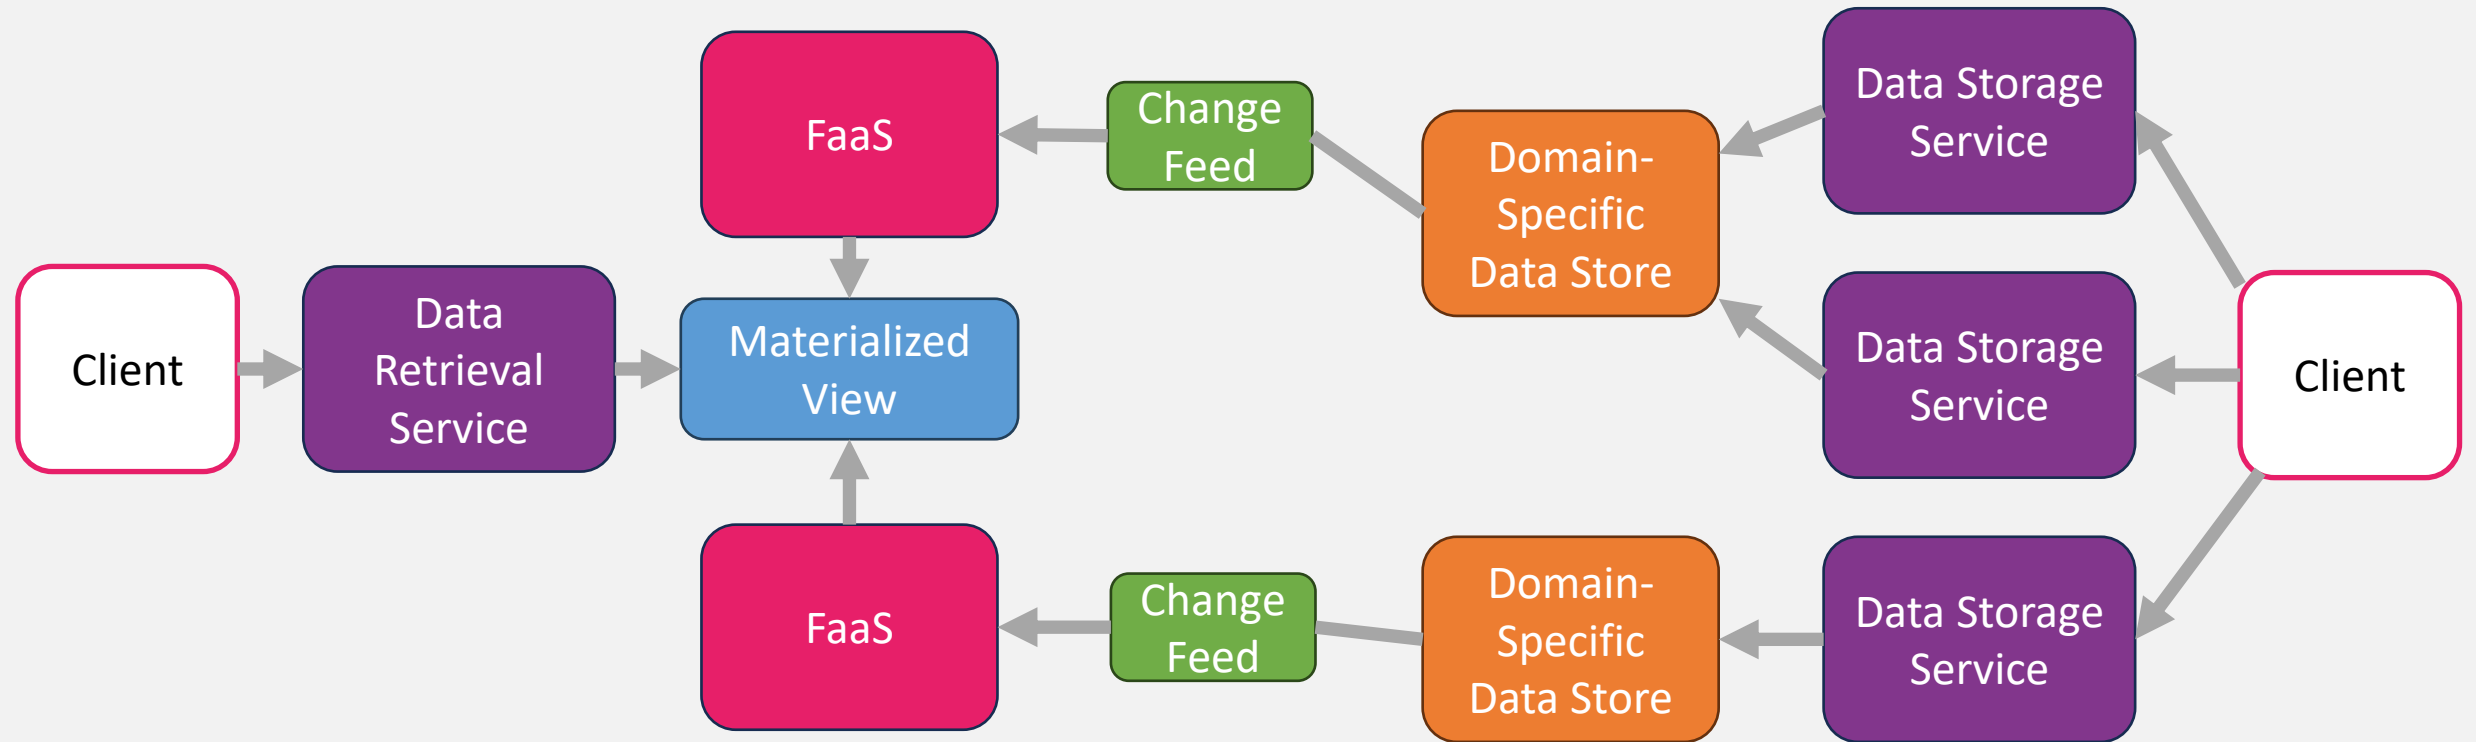 Client
Data
Retrieval
Service
FaaS
Materialized
View
FaaS
Change
Feed
Change
Feed
Domain-
Specific
Data Store
Domain-
Specific
Data Store
Data Storage
Service
Data Storage
Service
Data Storage
Service
Client